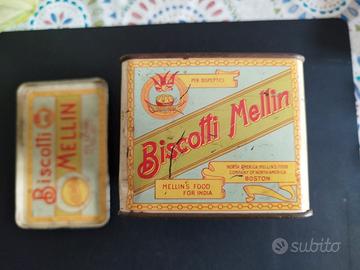 Biscotti
MELLIN
PER DISPEPTICI
Biscotti Mellin
NORTH AMERICA MELLIN'S FOOD
COMPANY OF NORTH AMERICA
BOSTON
MELLIN'S FOOD
FOR INDIA
subito